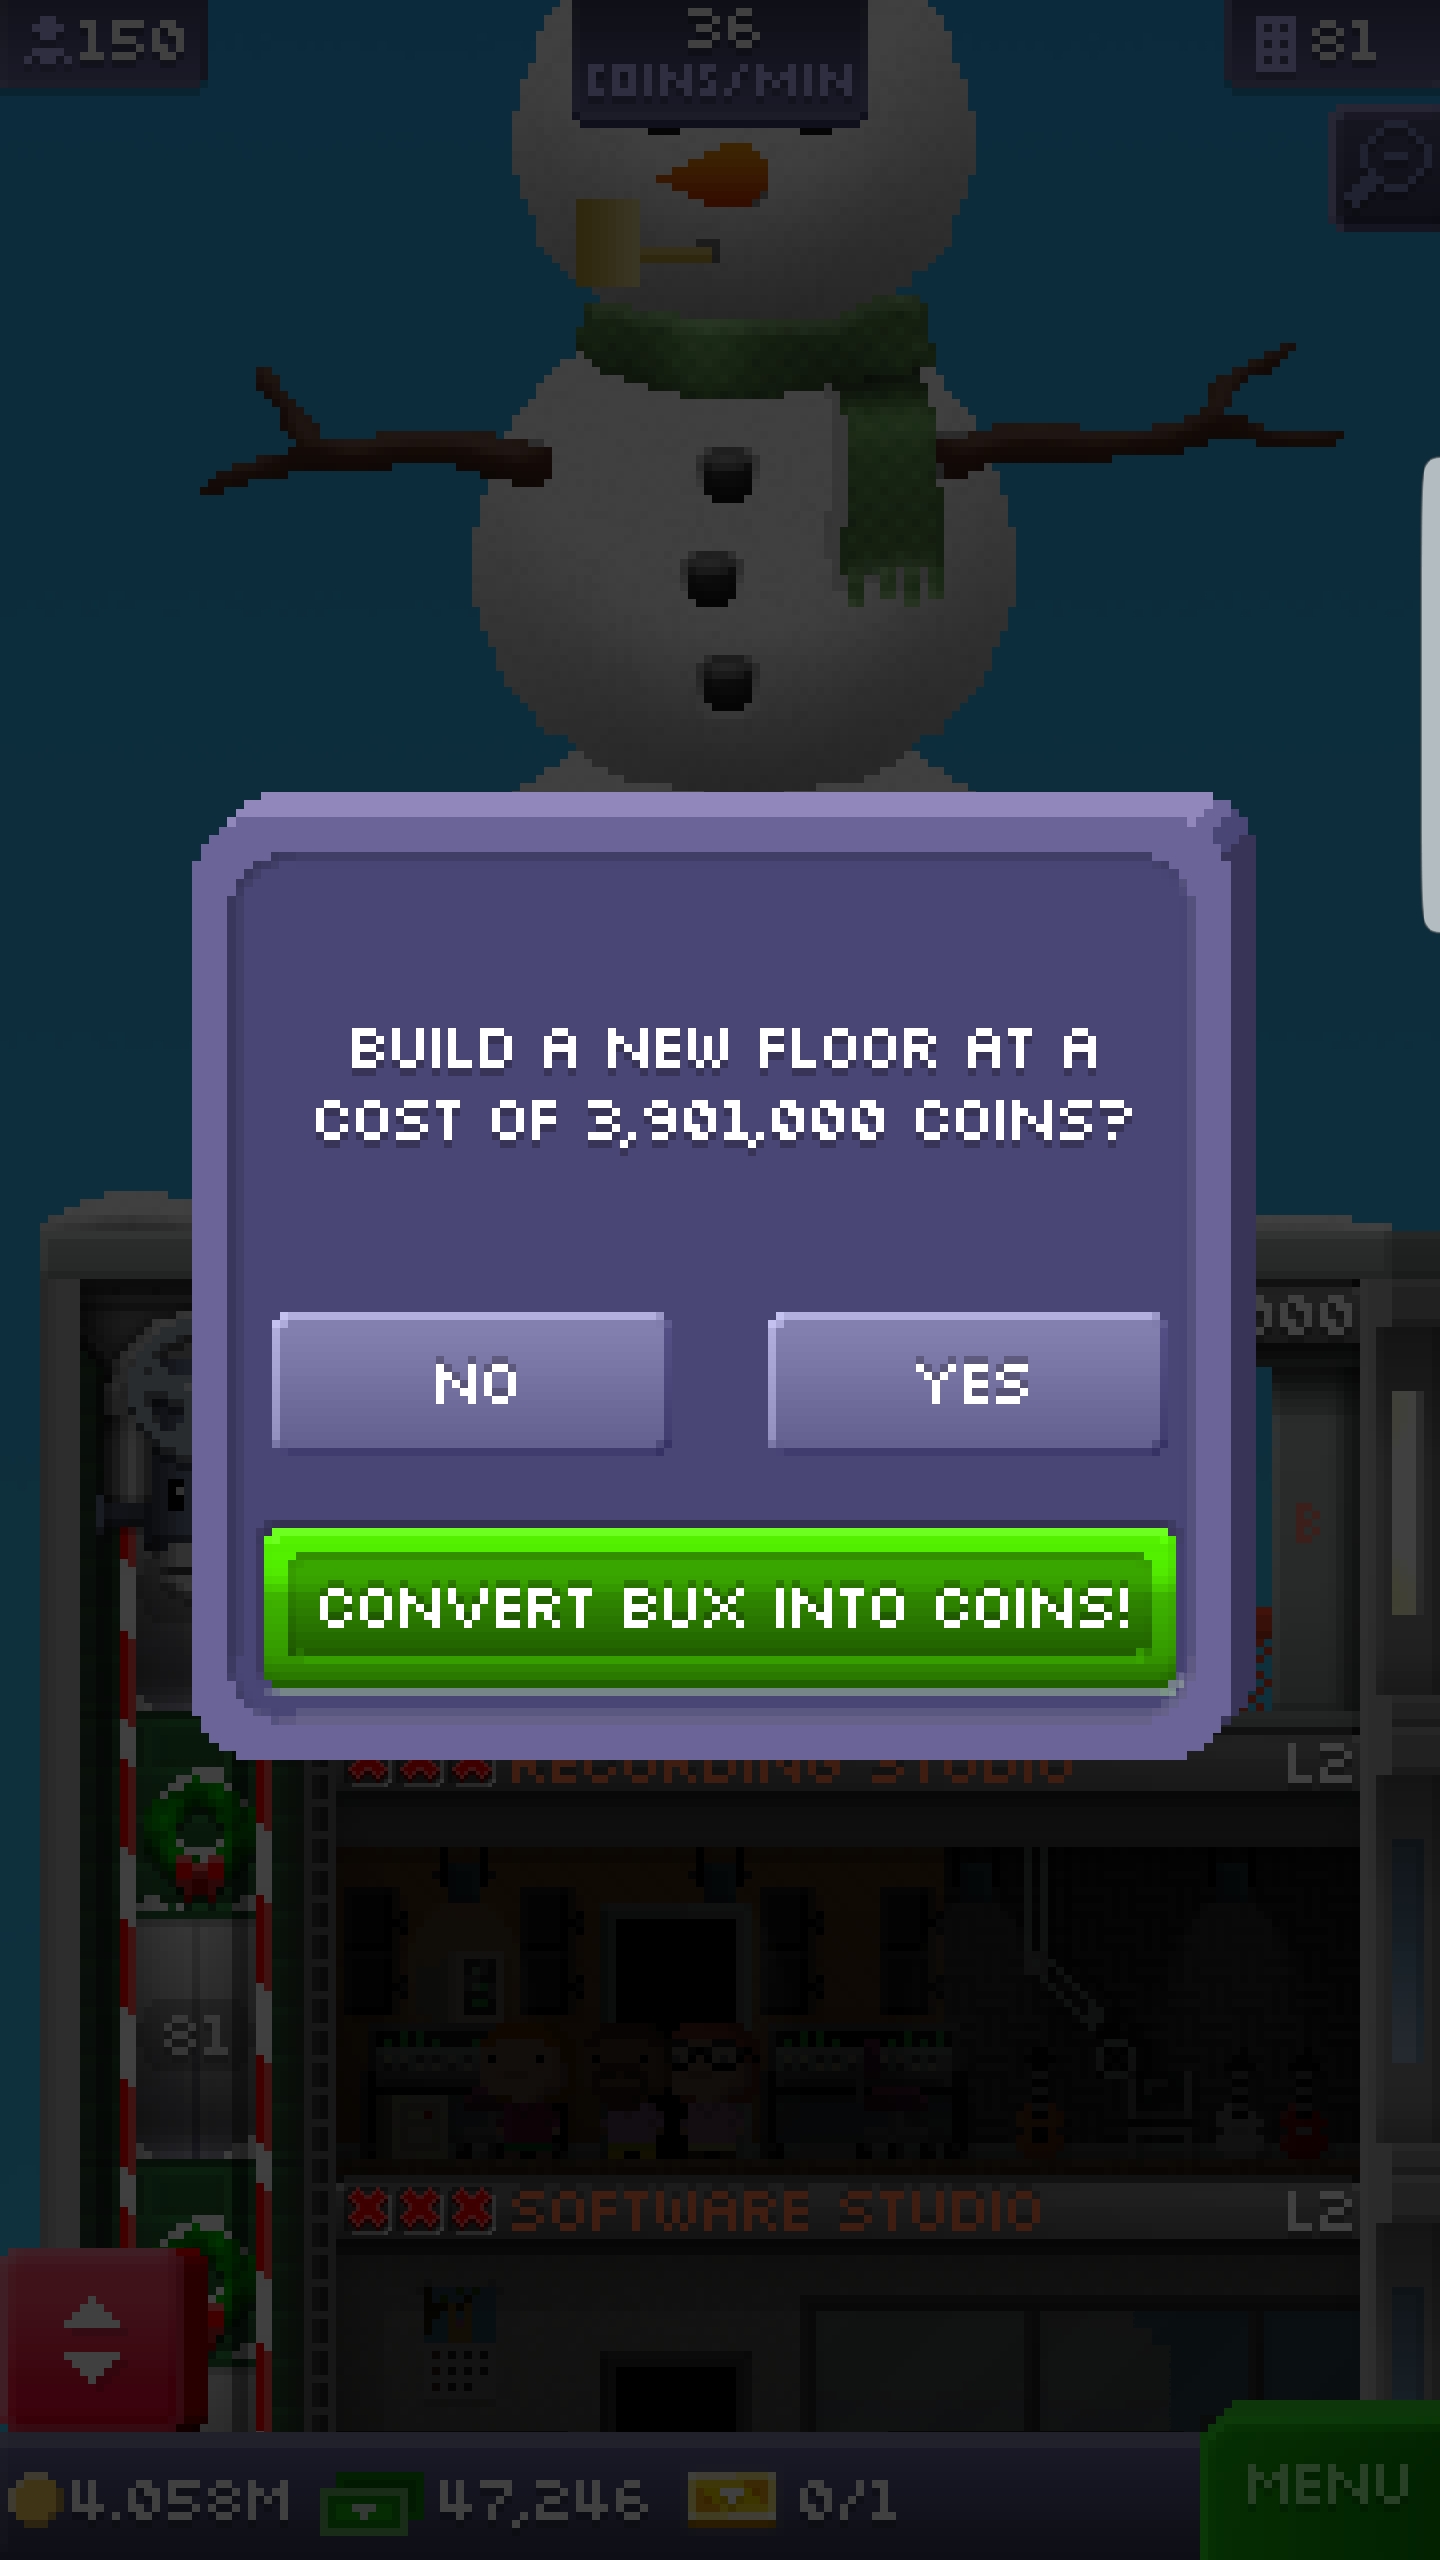 150
36
COINS/MIN
81
BUILD A NEW FLOOR AT A
COST OF 3,901,000 COINS?
000
NO
YES
B
CONVERT BUX INTO COINS!
RECORDING STUDIO
L2
81
SOFTWARE STUDIO
L2
4.058M
47,246
0/1
MENU